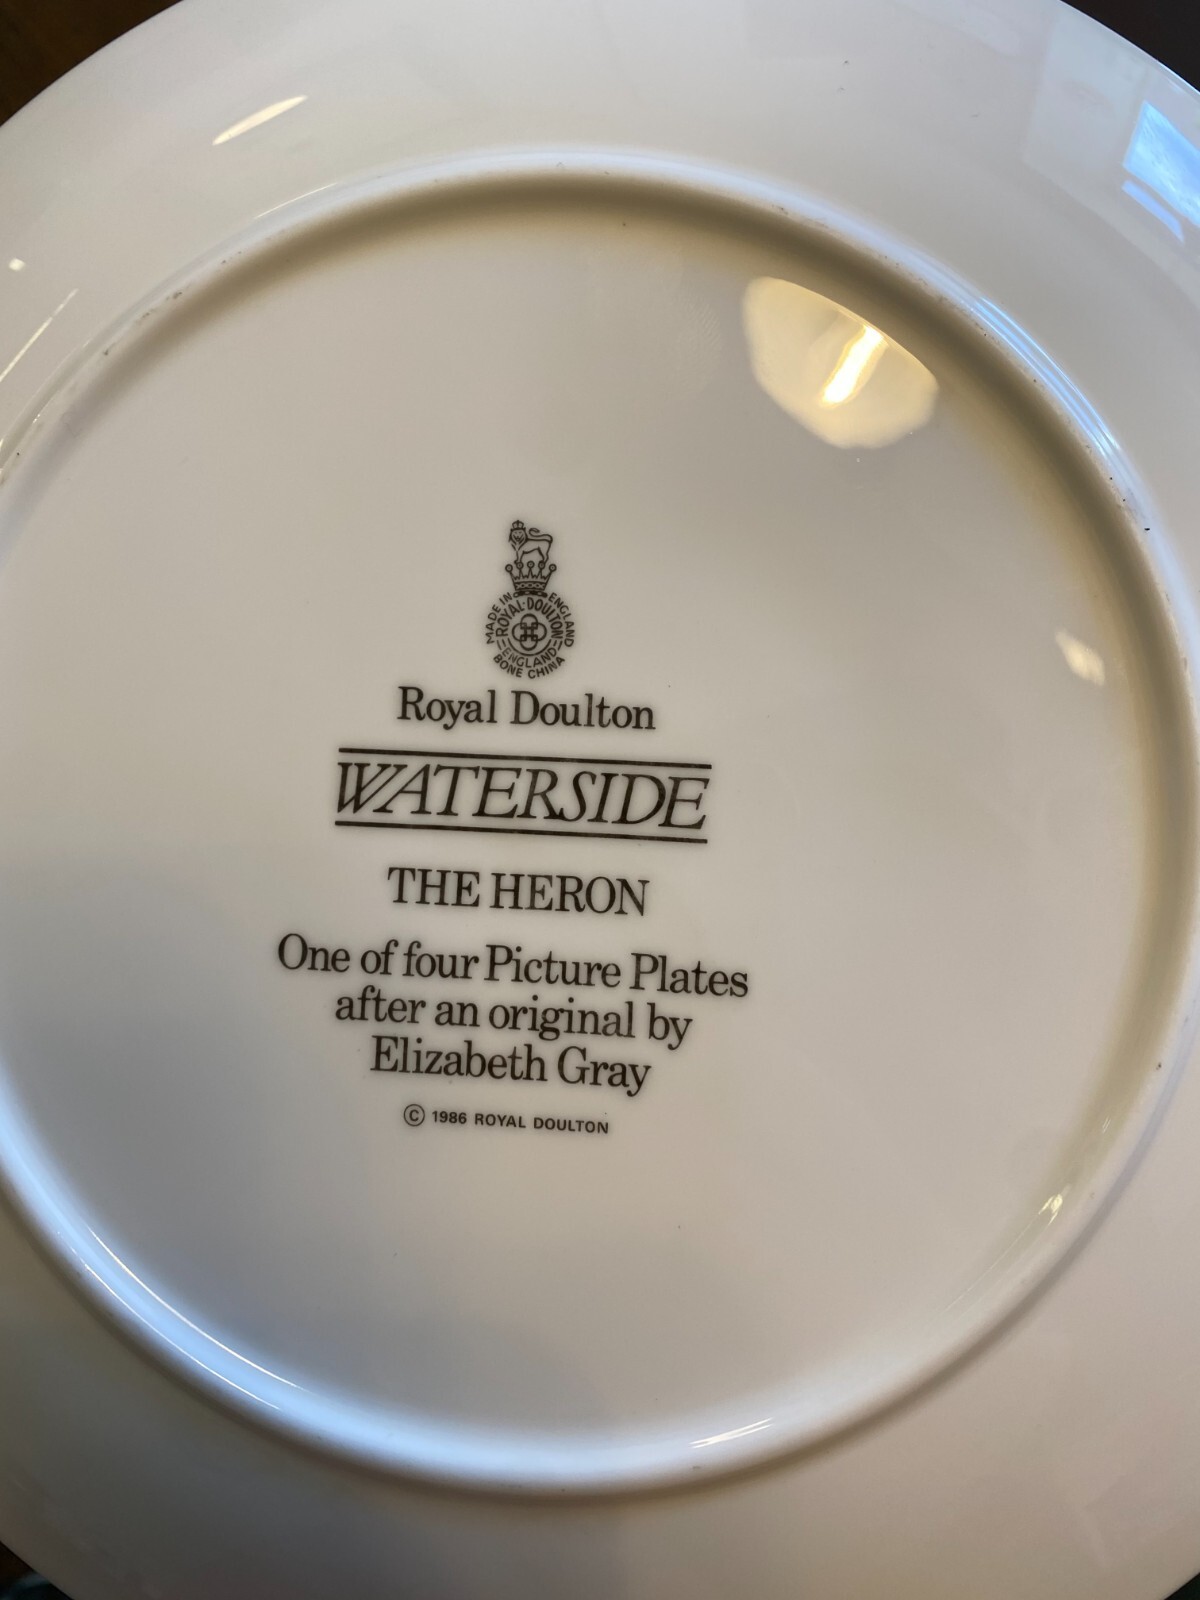 MADE IN ENGLAND
ROYAL·DOULTON
ENGLAND
BONE CHINA
Royal Doulton
WATERSIDE
THE HERON
One of four Picture Plates
after an original by
Elizabeth Gray
© 1986 ROYAL DOULTON